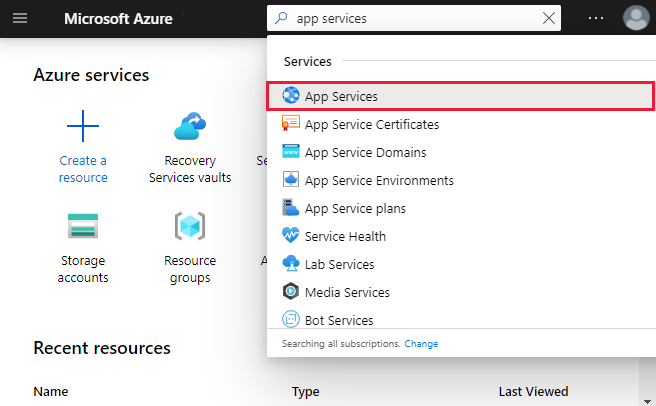 Microsoft Azure
app services
Azure services
Create a
resource
Recovery
Services vaults
Storage
accounts
Resource
groups
Services
App Services
App Service Certificates
App Service Domains
App Service Environments
App Service plans
Service Health
Lab Services
Media Services
Bot Services
Searching all subscriptions. Change
Recent resources
Name Type Last Viewed